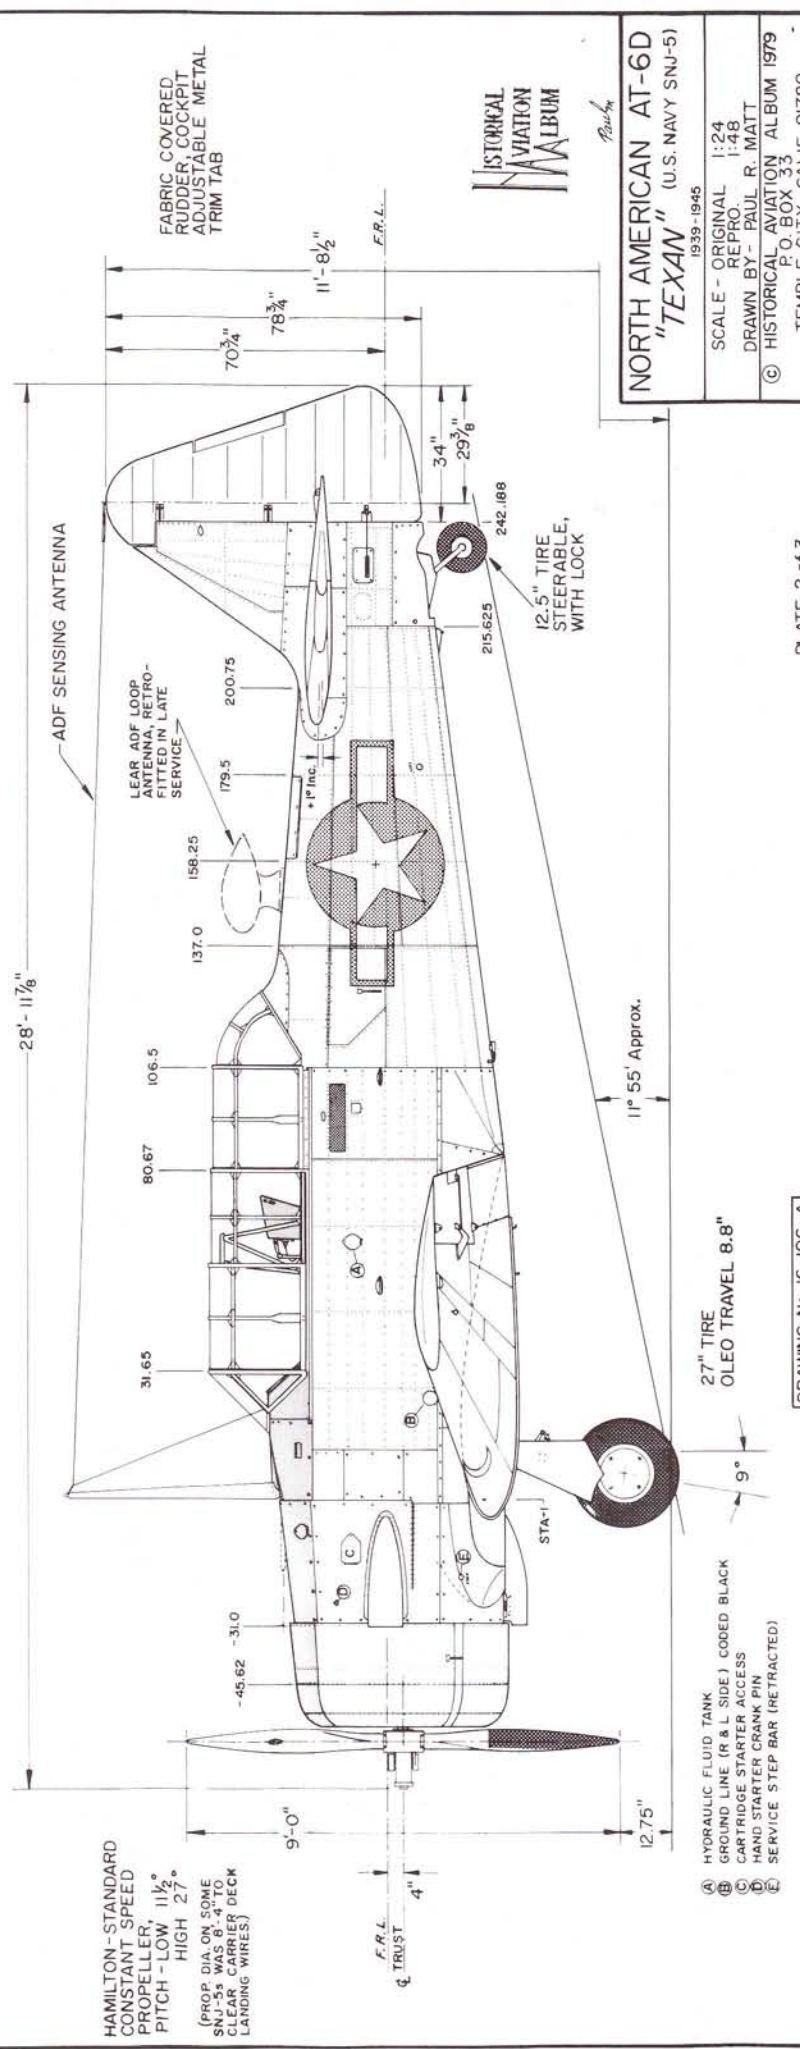 HAMILTON-STANDARD
CONSTANT SPEED
PROPELLER,
PITCH - LOW 11½°
HIGH 27°
(PROP. DIA. ON SOME
SNJ-5s WAS 8'-4" TO
CLEAR CARRIER DECK
LANDING WIRES.)
28'- 11⅞"
ADF SENSING ANTENNA
LEAR ADF LOOP
ANTENNA, RETRO-
FITTED IN LATE
SERVICE
FABRIC COVERED
RUDDER, COCKPIT
ADJUSTABLE METAL
TRIM TAB
-45.62
-31.0
31.65
80.67
106.5
137.0
158.25
179.5
200.75
215.625
242.188
+1° Inc.
70¾"
78¾"
11'-8½"
F.R.L.
34"
29⅜"
9'-0"
F.R.L.
℄ TRUST
4"
12.75"
A
B
C
D
E
STA-1
12.5" TIRE
STEERABLE,
WITH LOCK
11° 55' Approx.
27" TIRE
OLEO TRAVEL 8.8"
9°
Ⓐ HYDRAULIC FLUID TANK
Ⓑ GROUND LINE (R & L SIDE) CODED BLACK
Ⓒ CARTRIDGE STARTER ACCESS
Ⓓ HAND STARTER CRANK PIN
Ⓔ SERVICE STEP BAR (RETRACTED)
HISTORICAL
AVIATION
ALBUM
NORTH AMERICAN AT-6D
"TEXAN" (U.S. NAVY SNJ-5)
1939-1945
SCALE - ORIGINAL 1:24
REPRO. 1:48
DRAWN BY - PAUL R. MATT
© HISTORICAL AVIATION ALBUM 1979
P.O. BOX 33